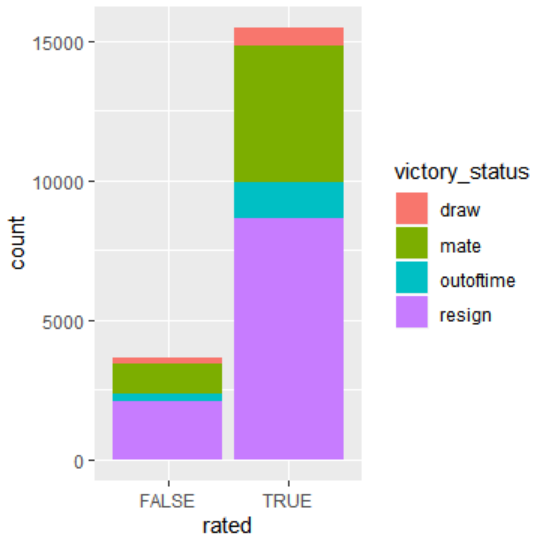 15000
10000
5000
0
count
FALSE
TRUE
rated
victory_status
draw
mate
outoftime
resign